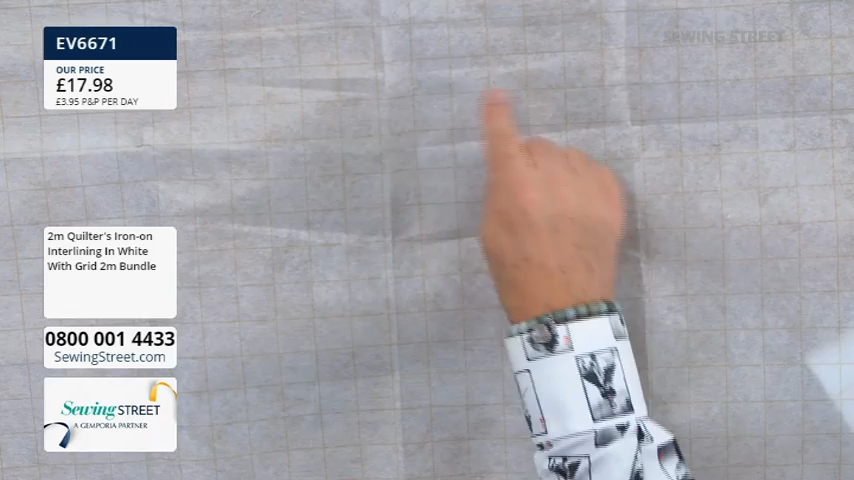 EV6671
OUR PRICE
£17.98
£3.95 P&P PER DAY
SEWING STREET
2m Quilter's Iron-on
Interlining In White
With Grid 2m Bundle
0800 001 4433
SewingStreet.com
Sewing STREET
A GEMPORIA PARTNER